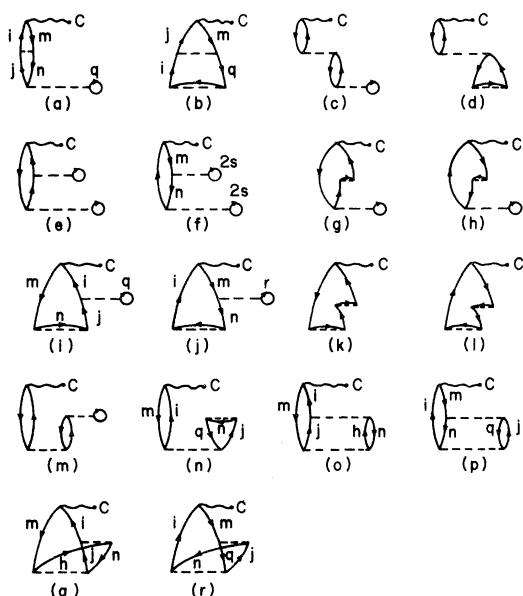 i m C
j n q
(a)
j m C
i q
(b)
C
(c)
C
(d)
C
(e)
C
m 2s
n 2s
(f)
C
(g)
C
(h)
C
m i q
n j
(i)
C
i m r
n
(j)
C
(k)
C
(l)
C
(m)
C
m i q n j
(n)
C
i
m j h n
(o)
C
m
i n q j
(p)
C
m i
h j n
(q)
C
i m
n q j
(r)